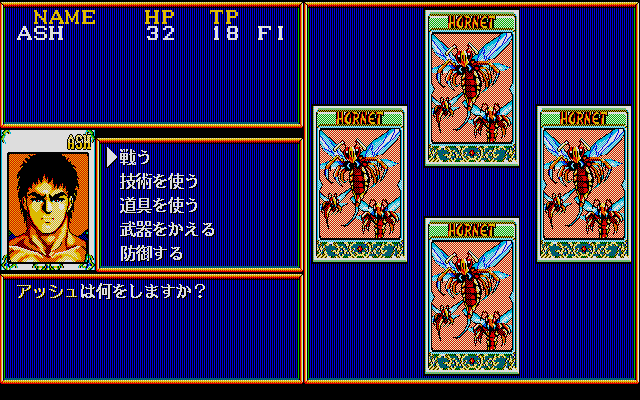 NAME HP TP
ASH 32 18 FI
ASH
戦う
技術を使う
道具を使う
武器をかえる
防御する
アッシュは何をしますか？
HORNET
HORNET
HORNET
HORNET